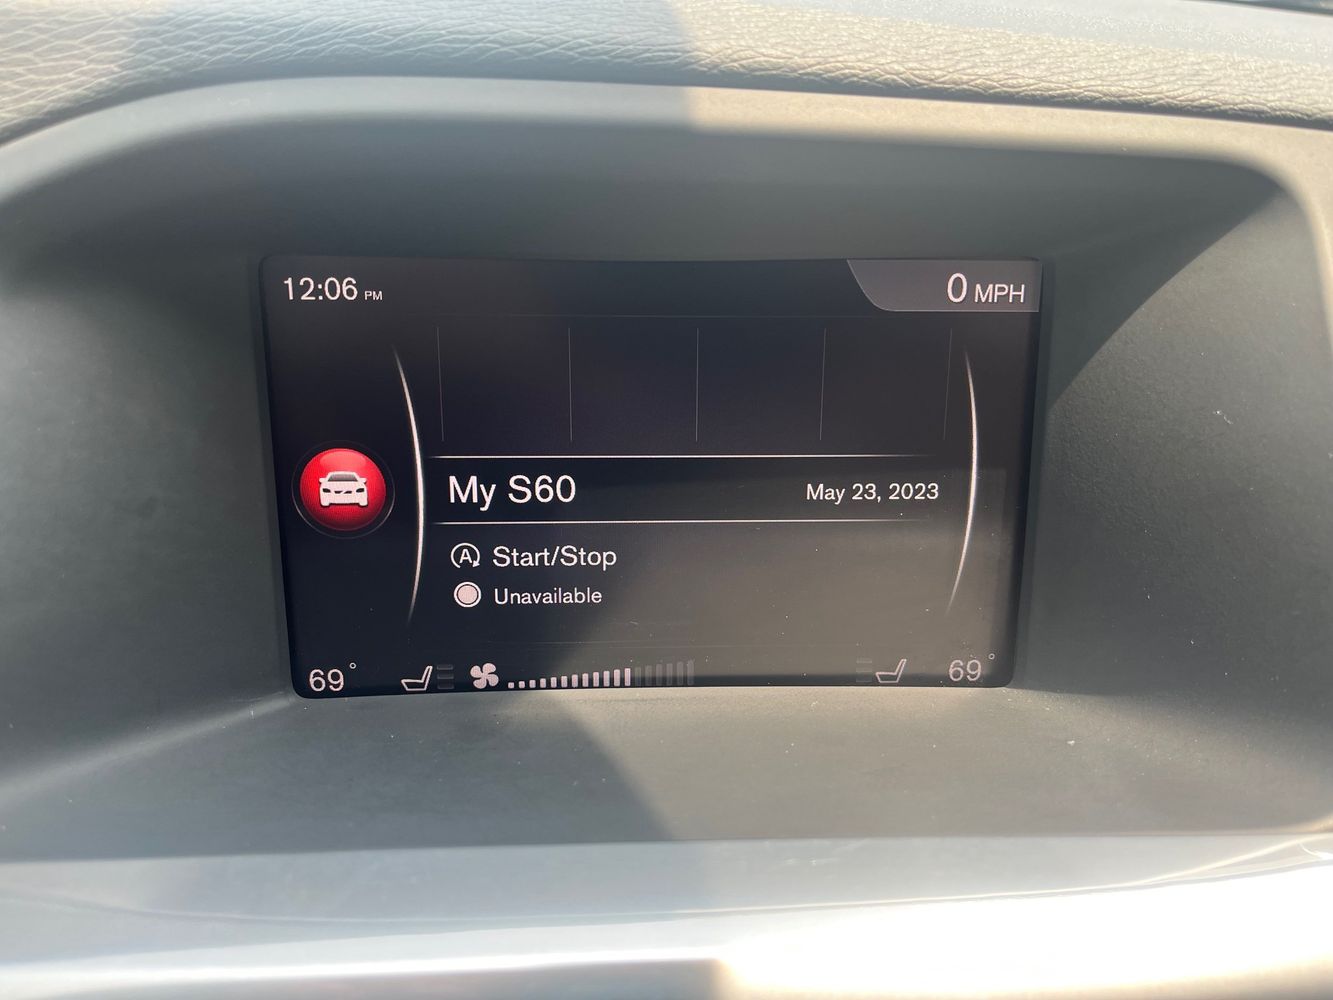 12:06 PM
0 MPH
My S60
May 23, 2023
A Start/Stop
Unavailable
69°
69°